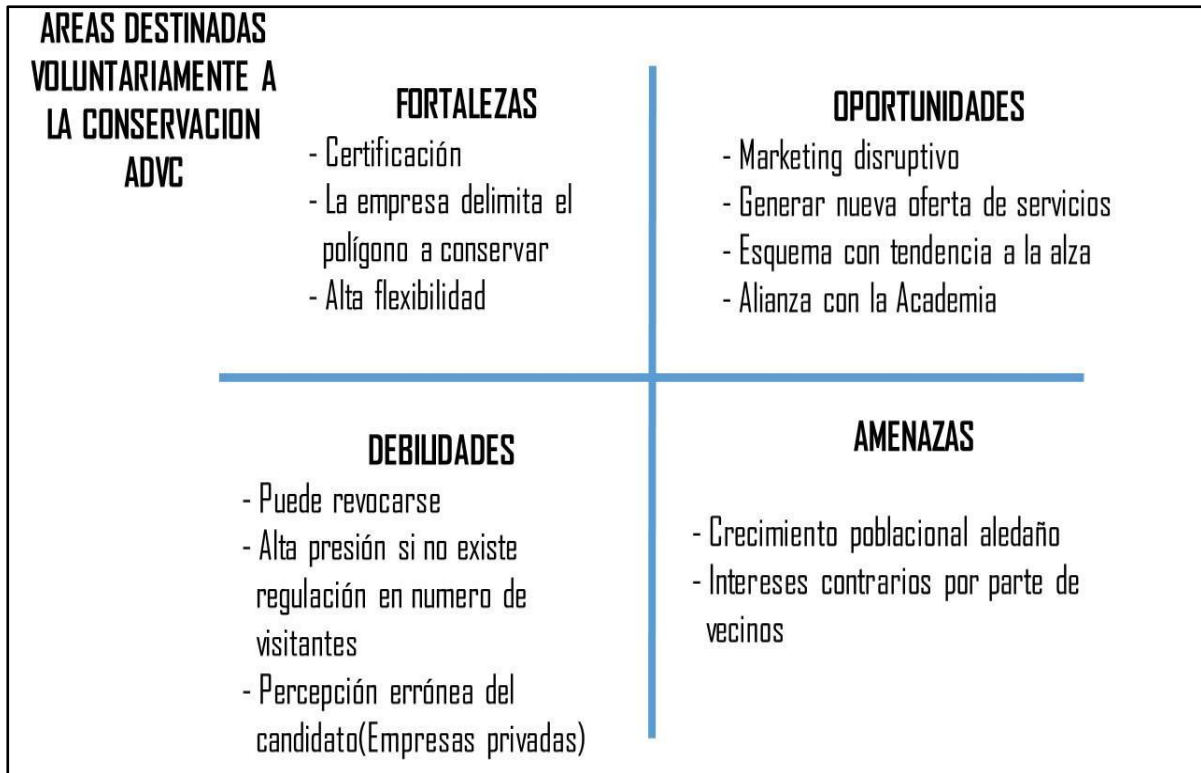 AREAS DESTINADAS
VOLUNTARIAMENTE A
LA CONSERVACION
ADVC
FORTALEZAS
- Certificación
- La empresa delimita el
polígono a conservar
- Alta flexibilidad
OPORTUNIDADES
- Marketing disruptivo
- Generar nueva oferta de servicios
- Esquema con tendencia a la alza
- Alianza con la Academia
DEBILIDADES
- Puede revocarse
- Alta presión si no existe
regulación en numero de
visitantes
- Percepción errónea del
candidato(Empresas privadas)
AMENAZAS
- Crecimiento poblacional aledaño
- Intereses contrarios por parte de
vecinos